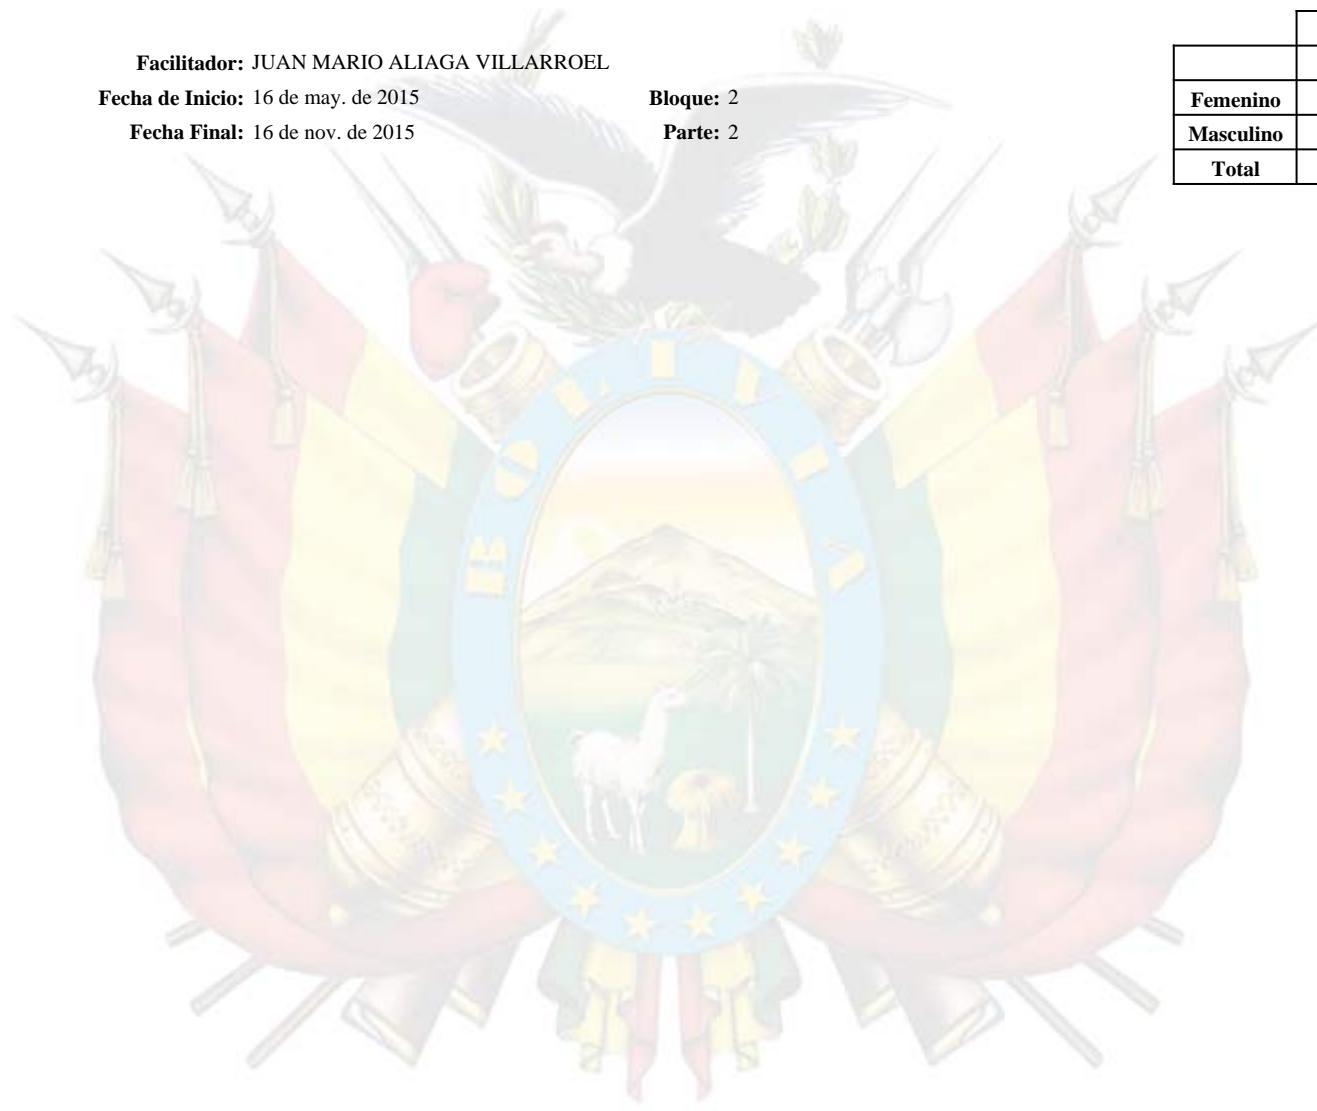 Facilitador: JUAN MARIO ALIAGA VILLARROEL
Fecha de Inicio: 16 de may. de 2015 Bloque: 2
Fecha Final: 16 de nov. de 2015 Parte: 2
Femenino
Masculino
Total
BOLIVIA